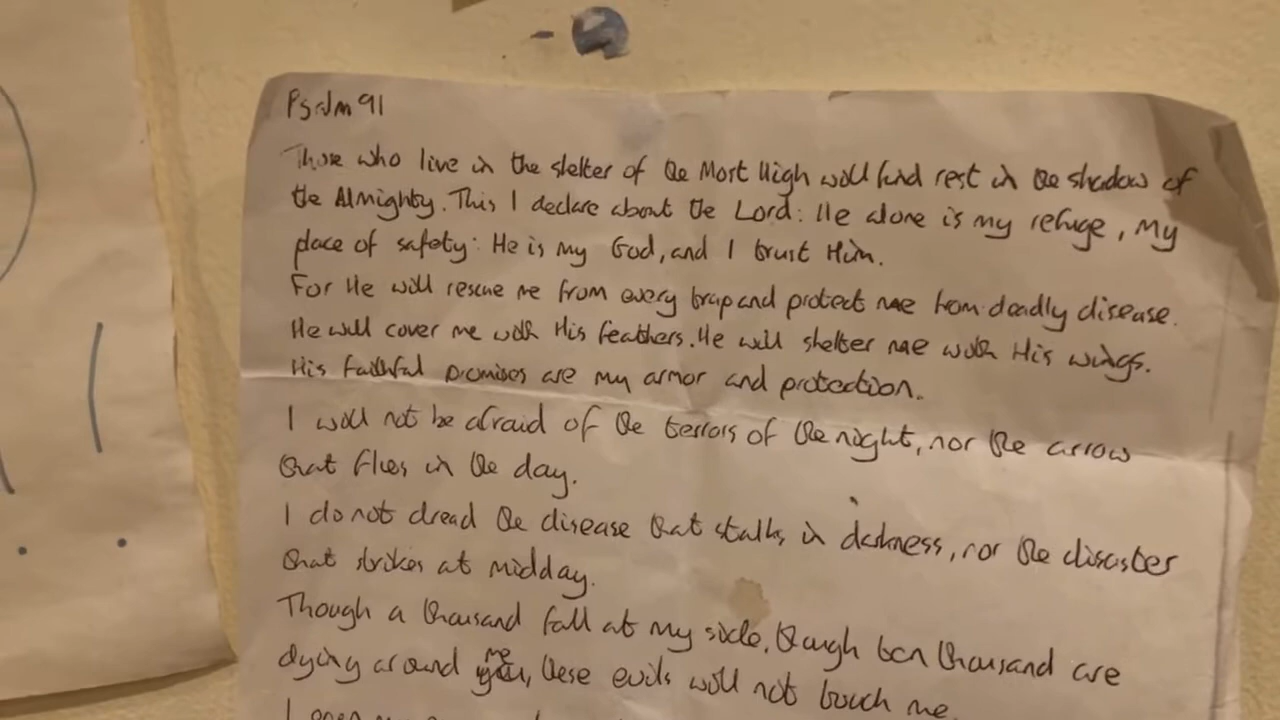 Psalm 91
Those who live in the shelter of the Most High will find rest in the shadow of
the Almighty. This I declare about the Lord: He alone is my refuge, my
place of safety: He is my God, and I trust Him.
For He will rescue me from every trap and protect me from deadly disease.
He will cover me with His feathers. He will shelter me with His wings.
His faithful promises are my armor and protection.
I will not be afraid of the terrors of the night, nor the arrow
that flies in the day.
I do not dread the disease that stalks in darkness, nor the disaster
that strikes at midday.
Though a thousand fall at my side, though ten thousand are
dying around me, these evils will not touch me.
I